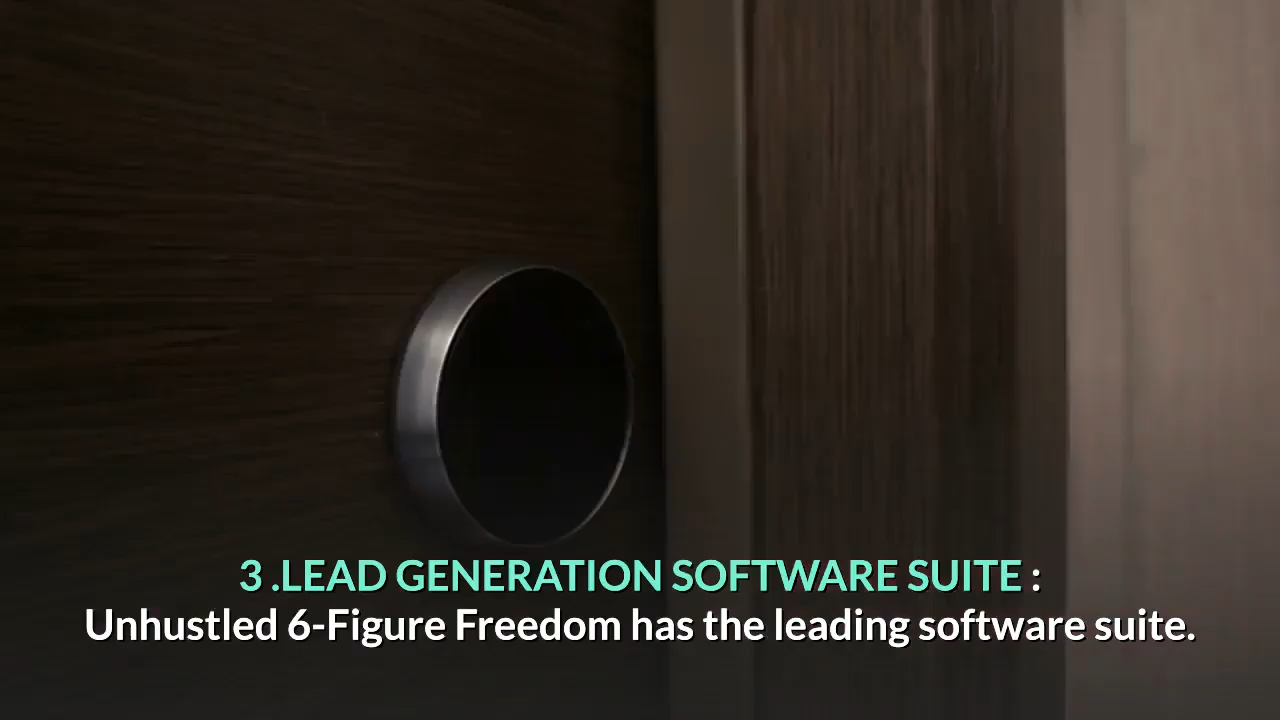 3 .LEAD GENERATION SOFTWARE SUITE :
Unhustled 6-Figure Freedom has the leading software suite.